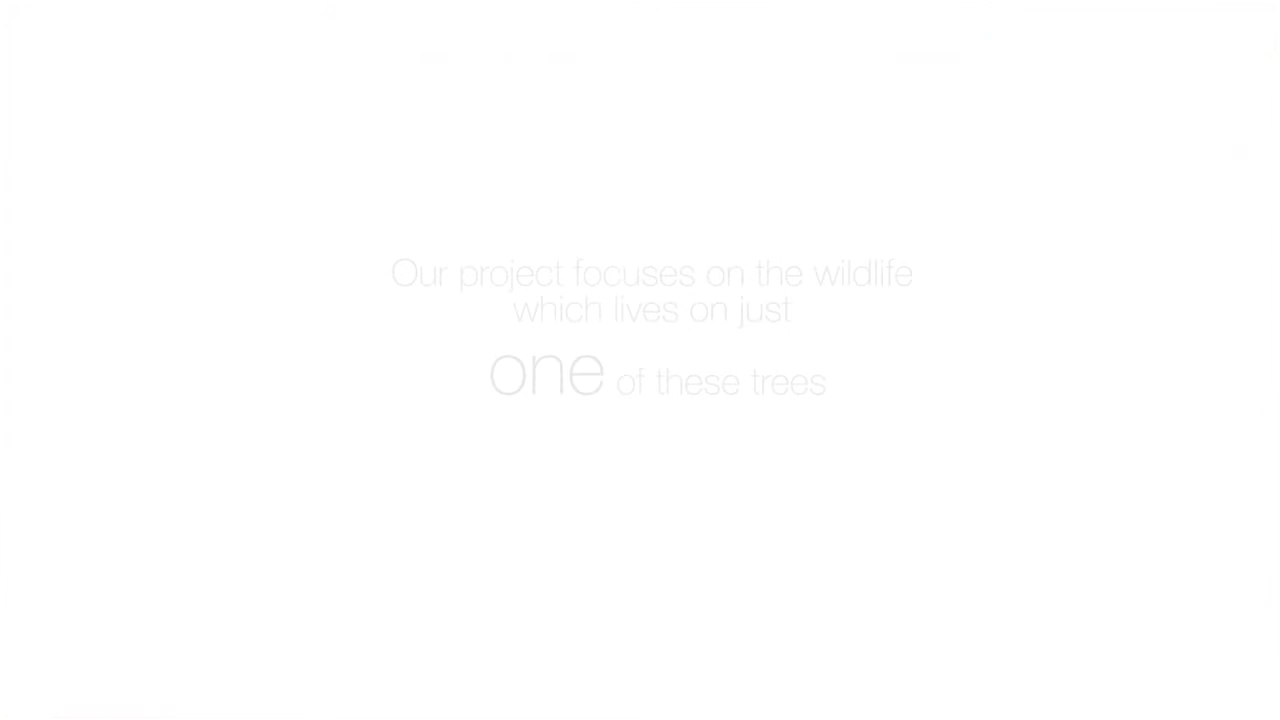 Our project focuses on the wildlife
which lives on just
one of these trees